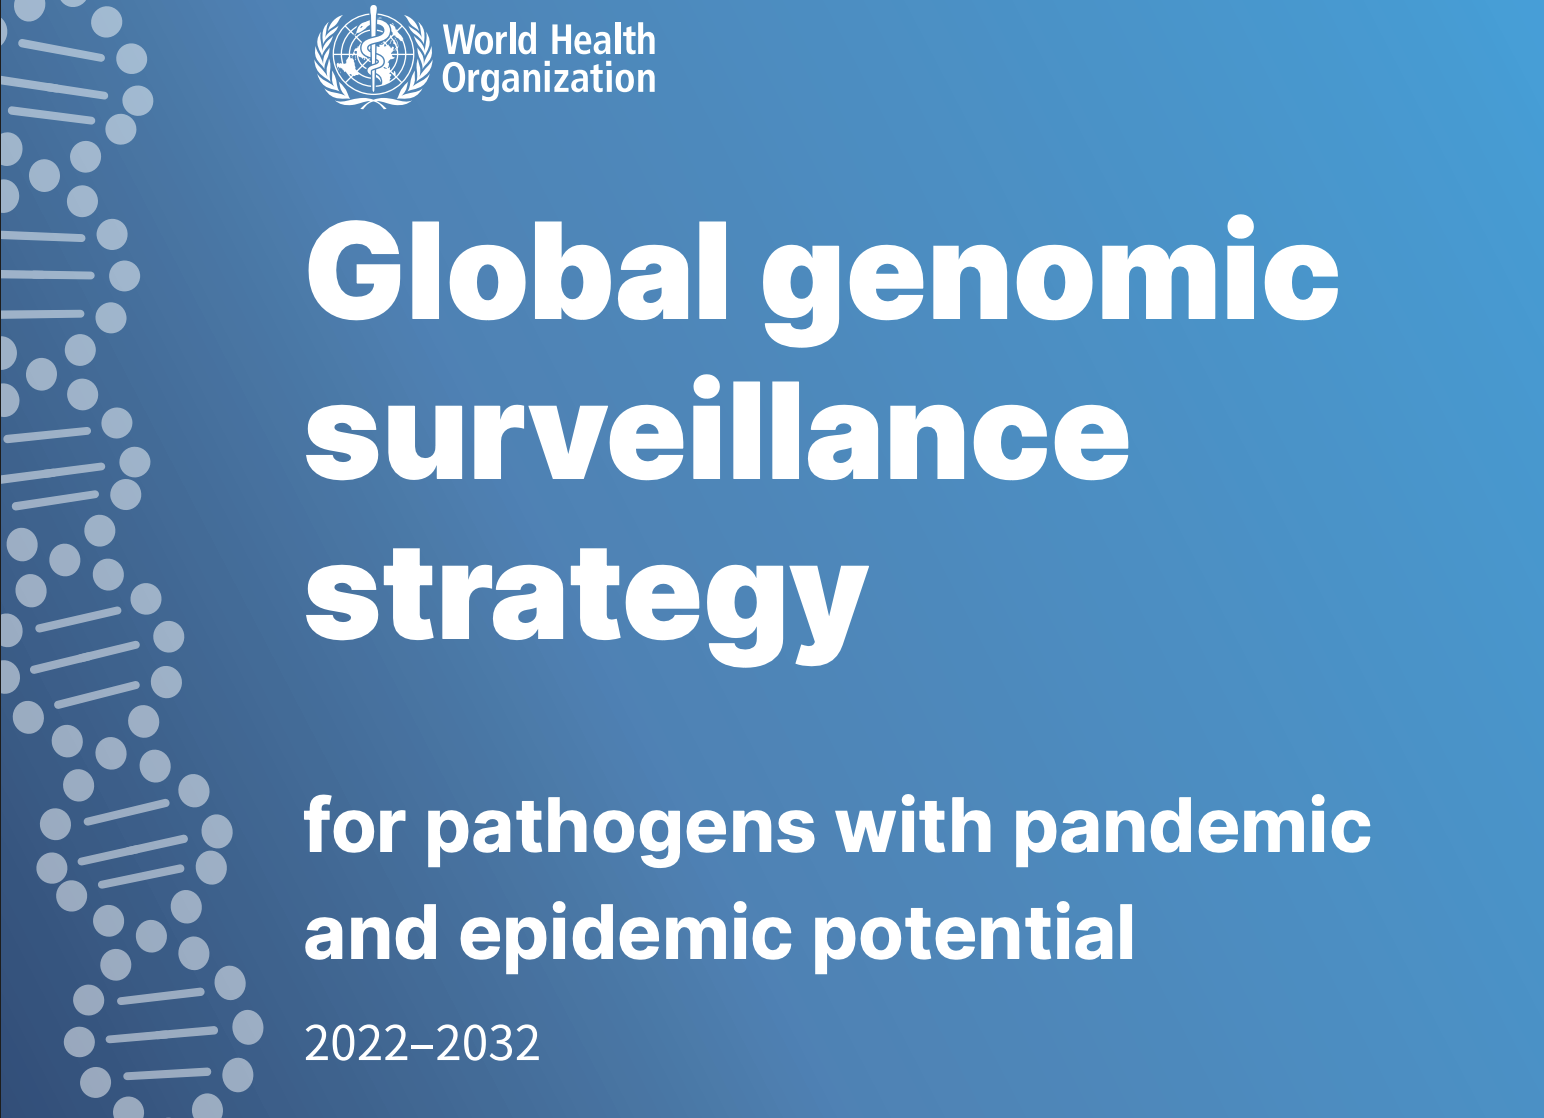 World Health
Organization
Global genomic
surveillance
strategy
for pathogens with pandemic
and epidemic potential
2022–2032